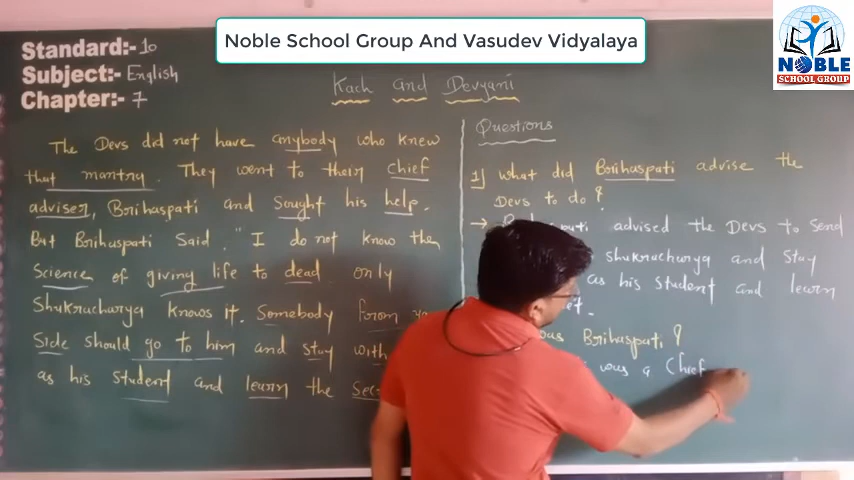 Noble School Group And Vasudev Vidyalaya
NOBLE
SCHOOL GROUP
Standard:- 10
Subject:- English
Chapter:- 7
Kach and Devyani
The Devs did not have anybody who knew
that mantra. They went to their chief
adviser, Brihaspati and Sought his help.
But Brihaspati Said. "I do not know the
Science of giving life to dead only
Shukracharya knows it. Somebody form
Side should go to him and stay with
as his student and learn the
Questions
1] what did Brihaspati advise the
Devs to do?
→ advised the Devs to send
Shukracharya and stay
as his student and learn
was Brihaspati?
was a Chief